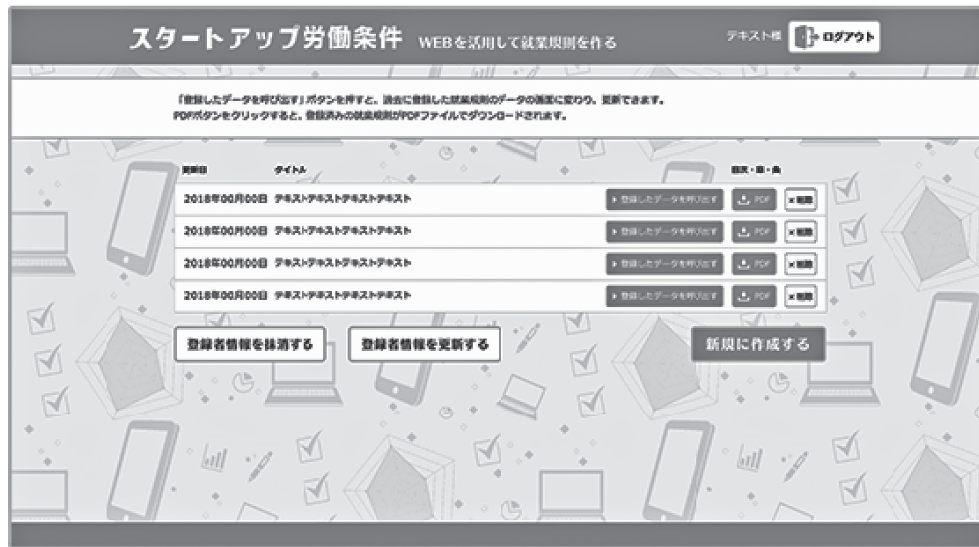 スタートアップ労働条件 WEBを活用して就業規則を作る テキスト様 ログアウト
「登録したデータを呼び出す」ボタンを押すと、過去に登録した就業規則のデータの画面に変わり、更新できます。
PDFボタンをクリックすると、登録済みの就業規則がPDFファイルでダウンロードされます。
更新日 タイトル 目次・章・条
2018年00月00日 テキストテキストテキストテキスト 登録したデータを呼び出す PDF ×削除
2018年00月00日 テキストテキストテキストテキスト 登録したデータを呼び出す PDF ×削除
2018年00月00日 テキストテキストテキストテキスト 登録したデータを呼び出す PDF ×削除
2018年00月00日 テキストテキストテキストテキスト 登録したデータを呼び出す PDF ×削除
登録者情報を抹消する 登録者情報を更新する 新規に作成する